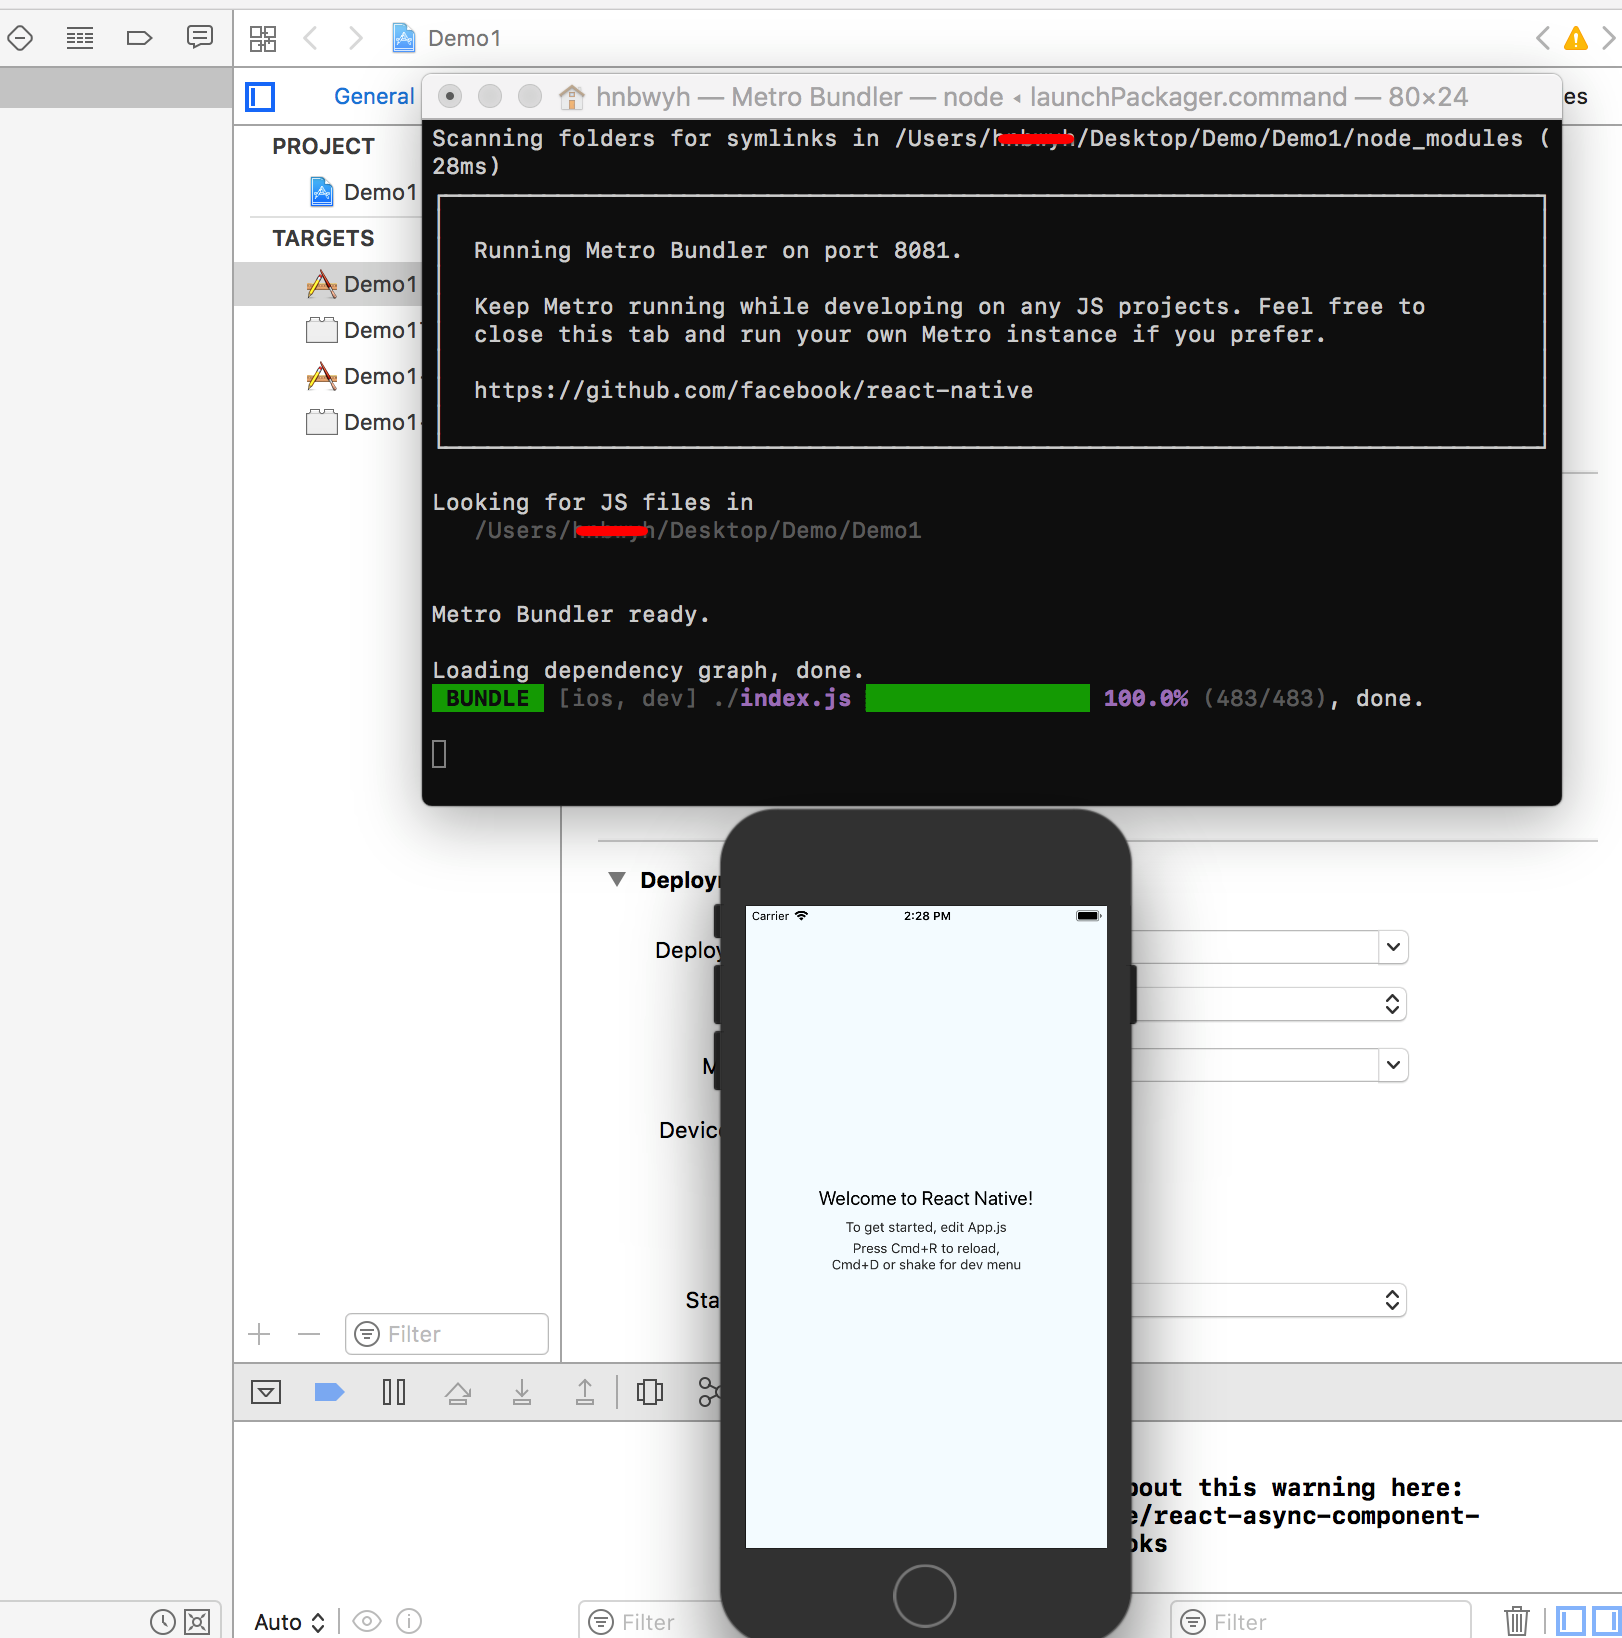 Demo1
General
es
hnbwyh — Metro Bundler — node ◂ launchPackager.command — 80×24
PROJECT
Demo1
TARGETS
Demo1
Demo1
Demo1
Demo1
Scanning folders for symlinks in /Users/hnbwyh/Desktop/Demo/Demo1/node_modules (
28ms)
Running Metro Bundler on port 8081.
Keep Metro running while developing on any JS projects. Feel free to
close this tab and run your own Metro instance if you prefer.
https://github.com/facebook/react-native
Looking for JS files in
/Users/hnbwyh/Desktop/Demo/Demo1
Metro Bundler ready.
Loading dependency graph, done.
BUNDLE [ios, dev] ./index.js 100.0% (483/483), done.
Deploy
Deploy
M
Devic
Sta
Carrier 2:28 PM
Welcome to React Native!
To get started, edit App.js
Press Cmd+R to reload,
Cmd+D or shake for dev menu
Filter
bout this warning here:
e/react-async-component-
oks
Auto
Filter
Filter